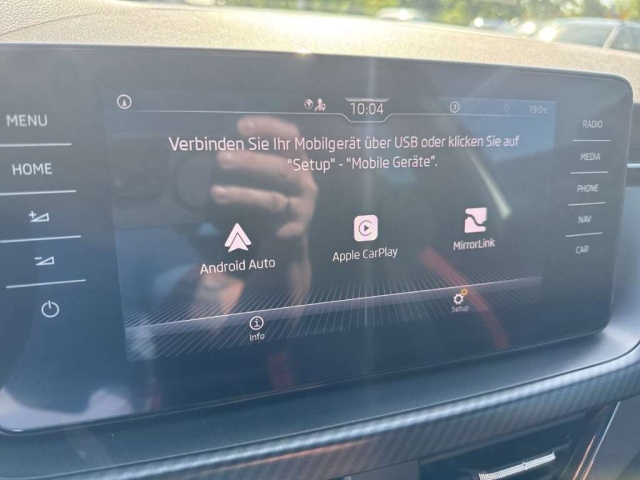 MENU
HOME
10:04
19.0°
Verbinden Sie Ihr Mobilgerät über USB oder klicken Sie auf
"Setup" - "Mobile Geräte".
Android Auto
Apple CarPlay
MirrorLink
Info
Setup
RADIO
MEDIA
PHONE
NAV
CAR